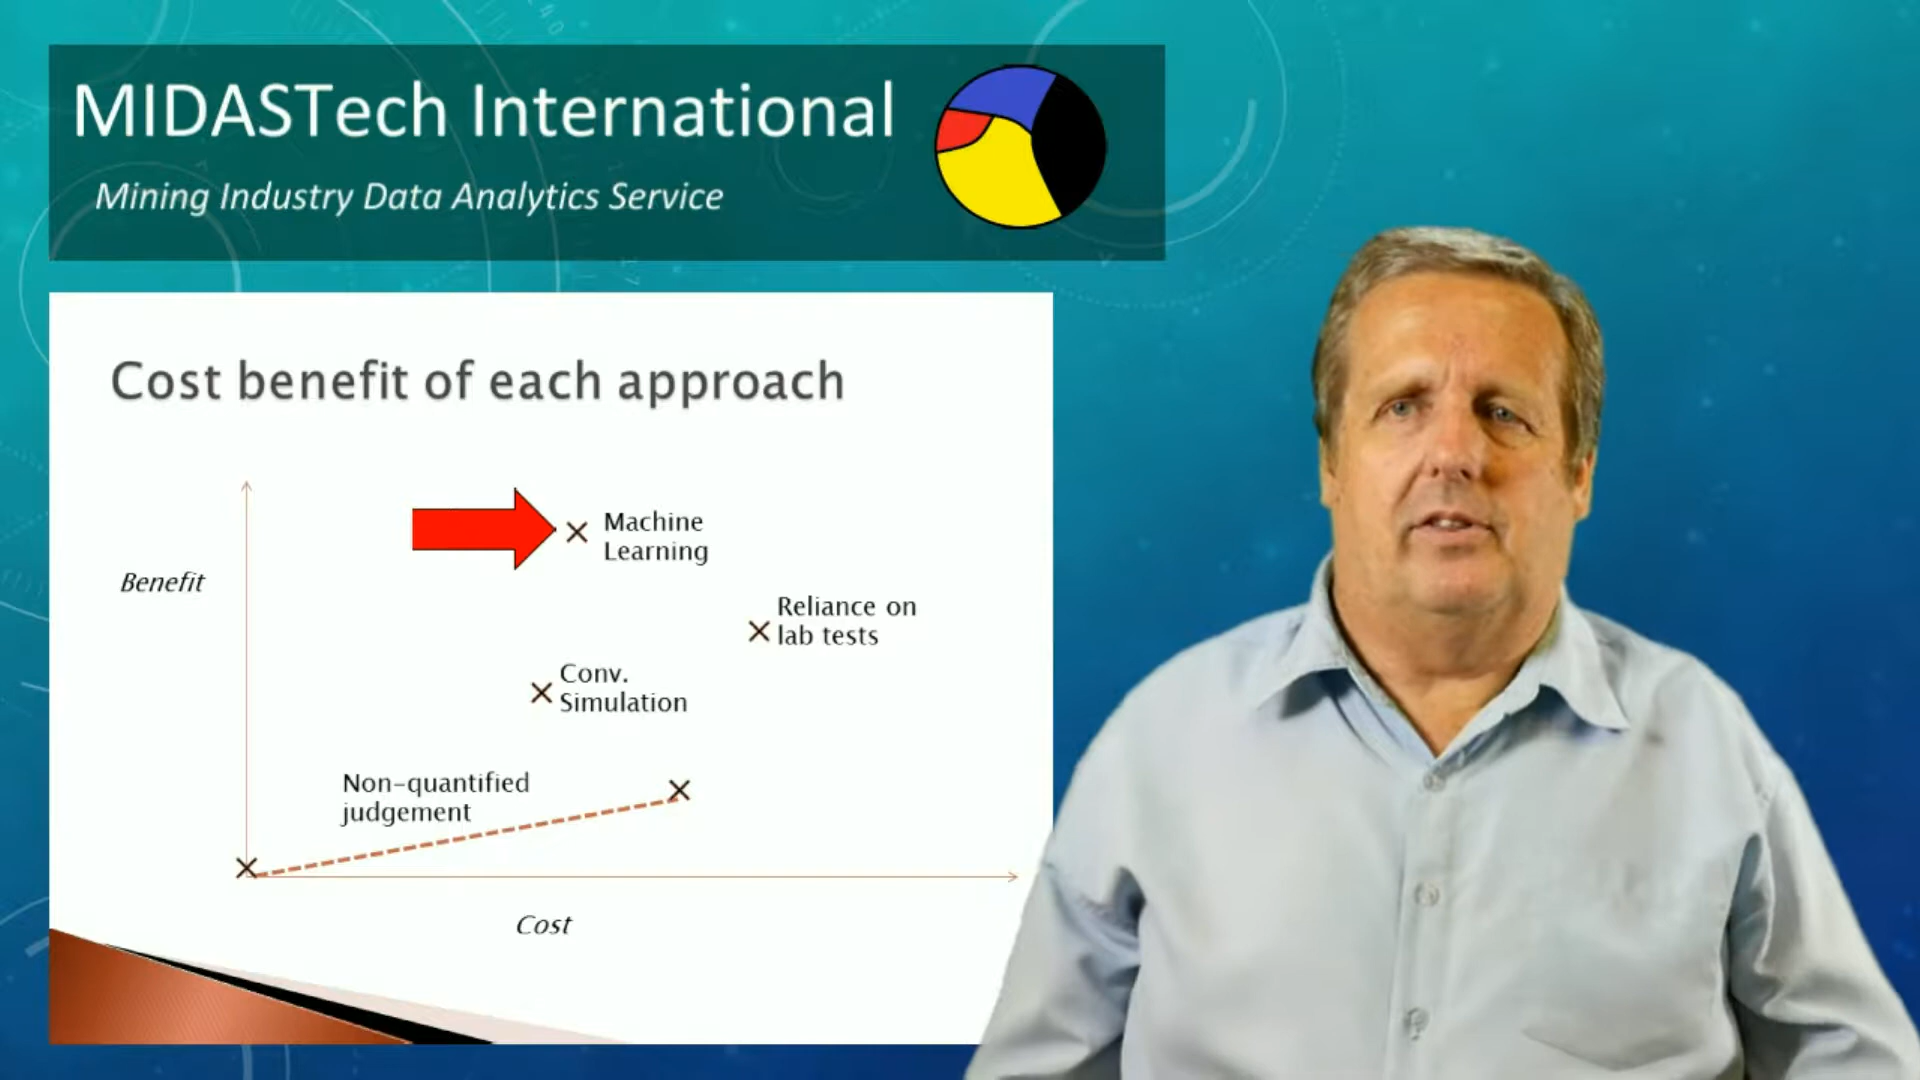 MIDASTech International
Mining Industry Data Analytics Service
Cost benefit of each approach
Machine
Learning
Benefit
Reliance on
lab tests
Conv.
Simulation
Non-quantified
judgement
Cost